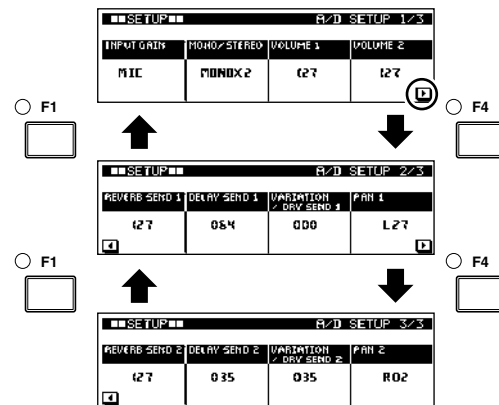 ■■SETUP■■ A/D SETUP 1/3
INPUT GAIN MONO/STEREO VOLUME 1 VOLUME 2
MIC MONOX2 127 127
F1 F4
■■SETUP■■ A/D SETUP 2/3
REVERB SEND 1 DELAY SEND 1 VARIATION / DRV SEND 1 PAN 1
127 064 000 L27
F1 F4
■■SETUP■■ A/D SETUP 3/3
REVERB SEND 2 DELAY SEND 2 VARIATION / DRV SEND 2 PAN 2
127 035 035 R02